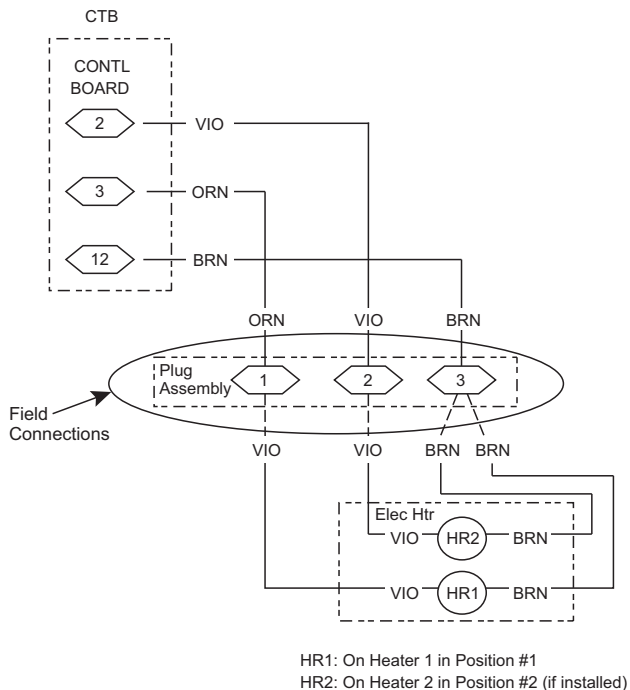 CTB
CONTL
BOARD
2
VIO
3
ORN
12
BRN
ORN
VIO
BRN
Plug
Assembly
1
2
3
Field
Connections
VIO
VIO
BRN
BRN
Elec Htr
VIO
HR2
BRN
VIO
HR1
BRN
HR1: On Heater 1 in Position #1
HR2: On Heater 2 in Position #2 (if installed)